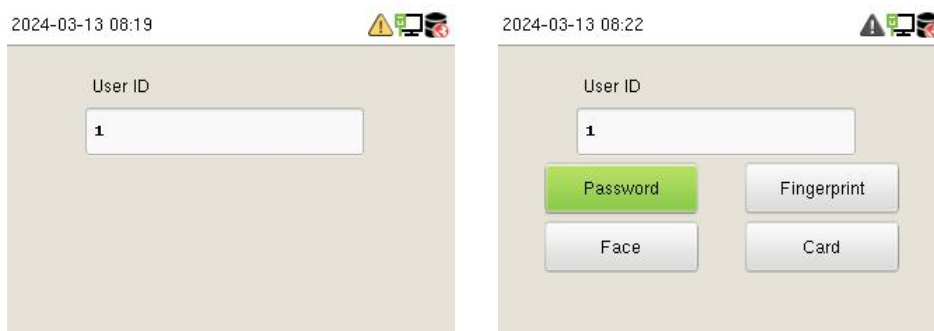 2024-03-13 08:19
User ID
1
2024-03-13 08:22
User ID
1
Password
Fingerprint
Face
Card